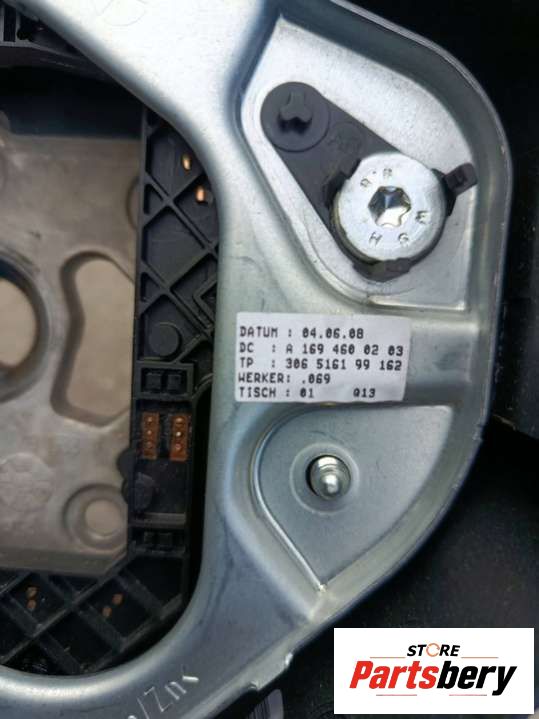 DATUM : 04.06.08
DC : A 169 460 02 03
TP : 306 5161 99 162
WERKER: .069
TISCH : 01 Q13
STORE
Partsbery